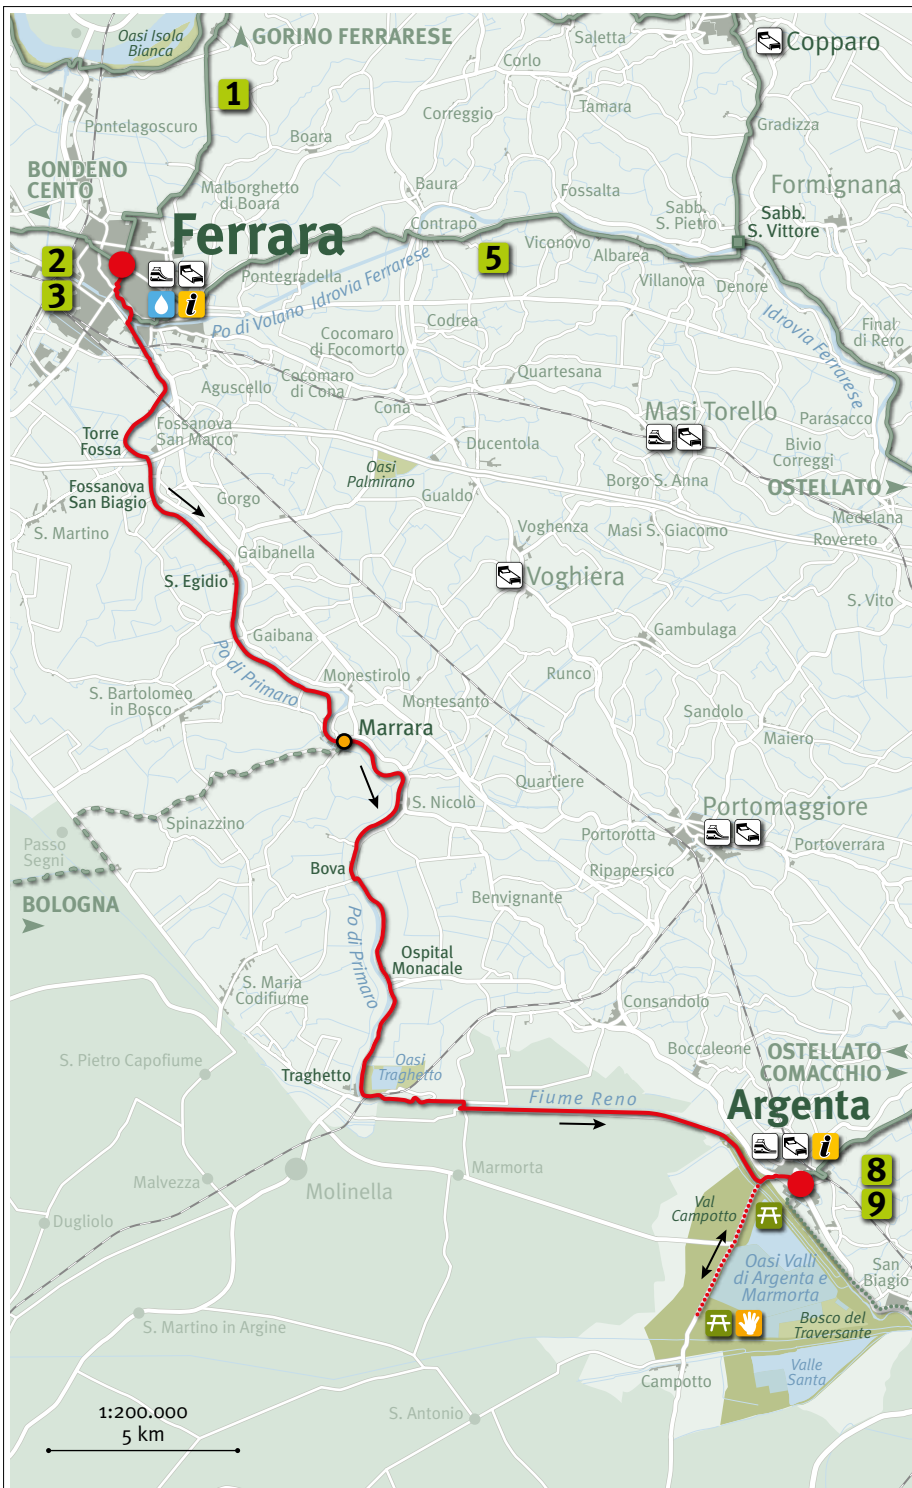 Oasi Isola
Bianca
GORINO FERRARESE
Saletta
Copparo
Corlo
1
Tamara
Correggio
Pontelagoscuro
Boara
Gradizza
BONDENO
CENTO
Malborghetto
di Boara
Baura
Fossalta
Formignana
Sabb.
S. Pietro
Sabb.
S. Vittore
Contrapò
Ferrara
2
3
5
Viconovo
Albarea
Pontegradella
Villanova
Denore
i
Po di Volano
Idrovia Ferrarese
Idrovia Ferrarese
Codrea
Final
di Rero
Cocomaro
di Focomorto
Aguscello
Cocomaro
di Cona
Quartesana
Cona
Masi Torello
Parasacco
Fossanova
San Marco
Torre
Fossa
Ducentola
Bivio
Correggi
Oasi
Palmirano
Borgo S. Anna
Fossanova
San Biagio
Gorgo
Gualdo
OSTELLATO
Medelana
S. Martino
Voghenza
Masi S. Giacomo
Rovereto
Gaibanella
S. Egidio
Voghiera
S. Vito
Gaibana
Gambulaga
Po di Primaro
Monestirolo
Runco
S. Bartolomeo
in Bosco
Montesanto
Sandolo
Marrara
Maiero
Quartiere
S. Nicolò
Portomaggiore
Spinazzino
Portorotta
Passo
Segni
Portoverrara
Bova
Ripapersico
BOLOGNA
Benvignante
Po di Primaro
Ospital
Monacale
S. Maria
Codifiume
Consandolo
S. Pietro Capofiume
Oasi
Traghetto
Boccaleone
OSTELLATO
COMACCHIO
Traghetto
Fiume Reno
Argenta
i
8
9
Marmorta
Malvezza
Molinella
Val
Campotto
Dugliolo
Oasi Valli
di Argenta e
Marmorta
San
Biagio
S. Martino in Argine
Bosco del
Traversante
Valle
Santa
Campotto
S. Antonio
1:200.000
5 km